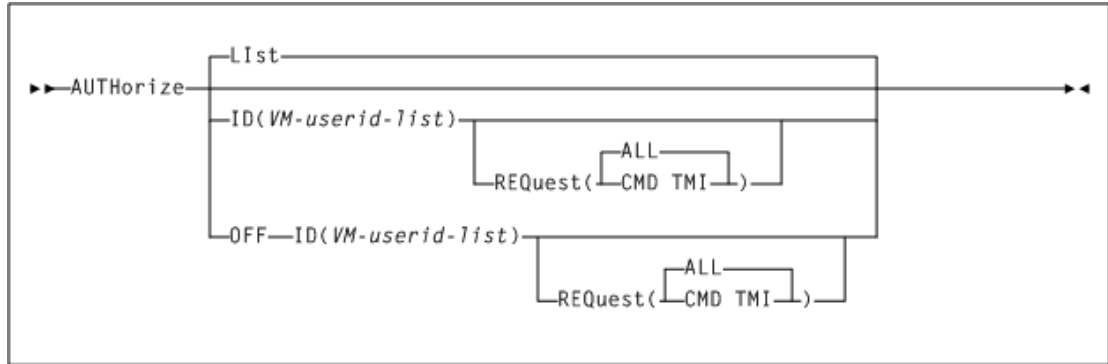 LIst
AUTHorize
ID(VM-userid-list)
ALL
REQuest( CMD TMI )
OFF ID(VM-userid-list)
ALL
REQuest( CMD TMI )